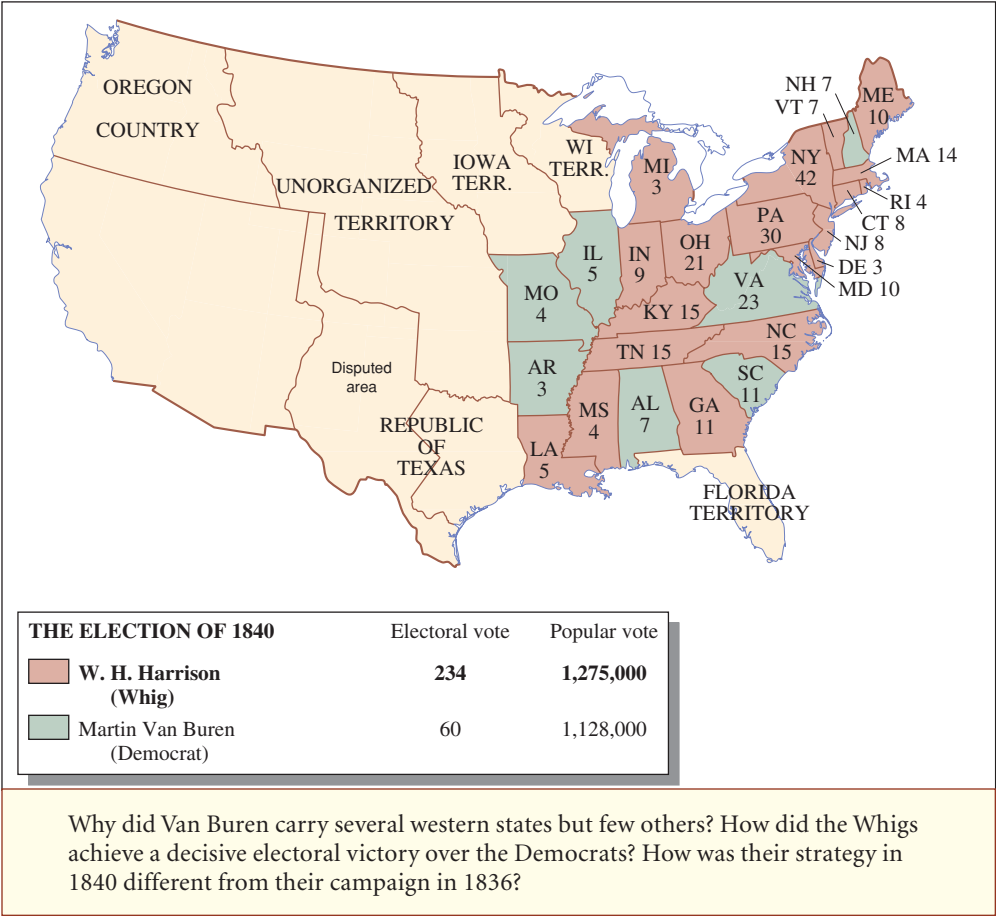 OREGON
COUNTRY
UNORGANIZED
TERRITORY
IOWA
TERR.
WI
TERR.
MI
3
NH 7
VT 7
ME
10
NY
42
MA 14
RI 4
CT 8
NJ 8
DE 3
MD 10
PA
30
OH
21
IN
9
IL
5
VA
23
MO
4
KY 15
NC
15
TN 15
AR
3
SC
11
MS
4
AL
7
GA
11
LA
5
Disputed
area
REPUBLIC
OF
TEXAS
FLORIDA
TERRITORY
THE ELECTION OF 1840 Electoral vote Popular vote
W. H. Harrison 234 1,275,000
(Whig)
Martin Van Buren 60 1,128,000
(Democrat)
Why did Van Buren carry several western states but few others? How did the Whigs
achieve a decisive electoral victory over the Democrats? How was their strategy in
1840 different from their campaign in 1836?